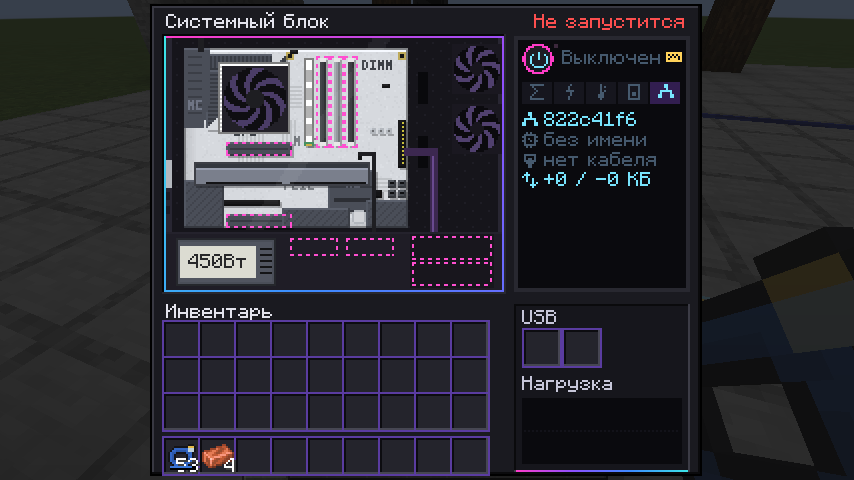 Системный блок
Не запустится
DIMM
Выключен
822c41f6
без имени
нет кабеля
+0 / -0 КБ
450Вт
Инвентарь
USB
Нагрузка
53
4